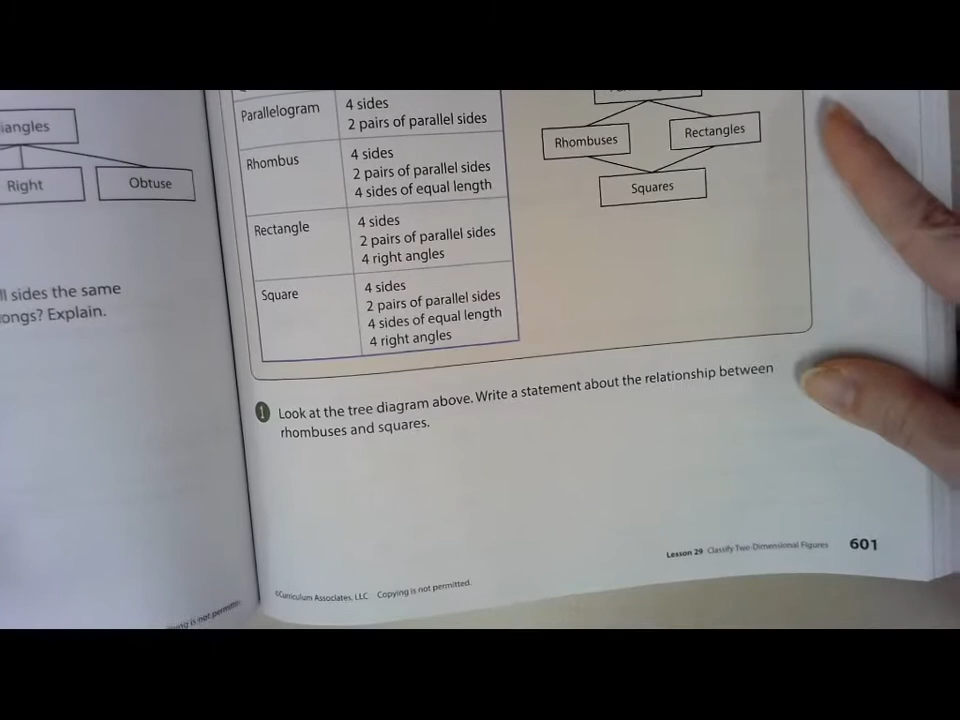 iangles
Right
Obtuse
ll sides the same
ongs? Explain.
Parallelogram
4 sides
2 pairs of parallel sides
Rhombus
4 sides
2 pairs of parallel sides
4 sides of equal length
Rectangle
4 sides
2 pairs of parallel sides
4 right angles
Square
4 sides
2 pairs of parallel sides
4 sides of equal length
4 right angles
Rhombuses
Rectangles
Squares
1 Look at the tree diagram above. Write a statement about the relationship between
rhombuses and squares.
Lesson 29 Classify Two-Dimensional Figures 601
©Curriculum Associates, LLC Copying is not permitted.